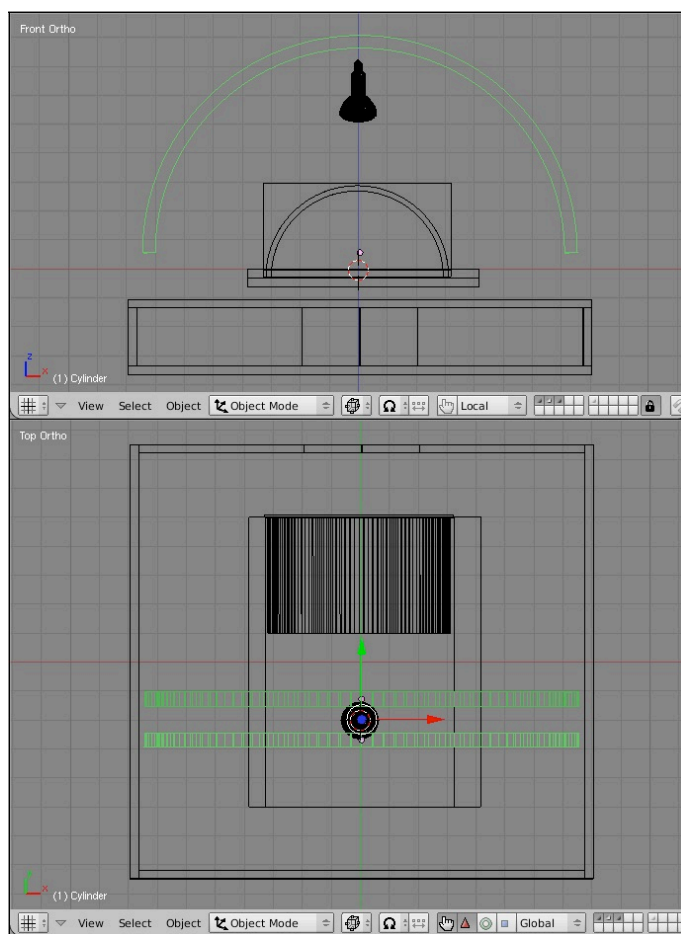 Front Ortho
z
x
(1) Cylinder
View Select Object Object Mode Local
Top Ortho
x
(1) Cylinder
View Select Object Object Mode Global